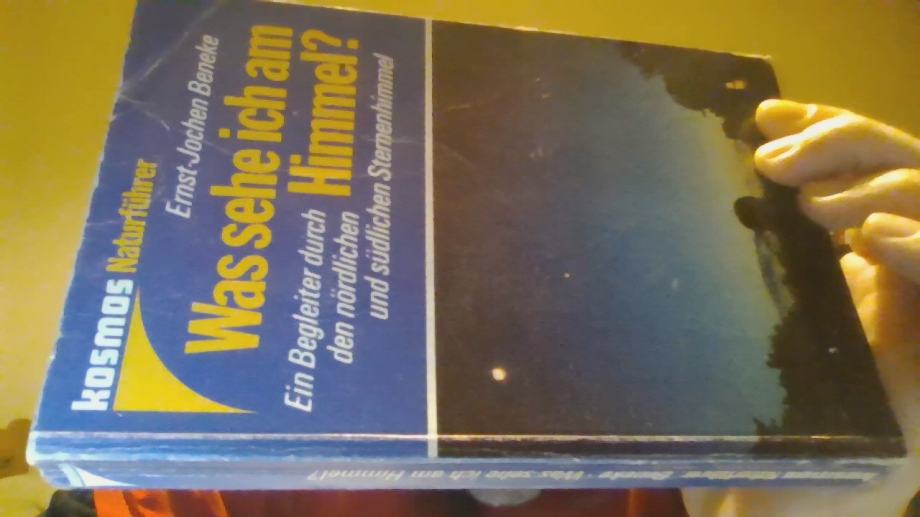 kosmos Naturführer
Ernst-Jochen Beneke
Was sehe ich am
Himmel?
Ein Begleiter durch
den nördlichen
und südlichen Sternenhimmel
Was sehe ich am Himmel?